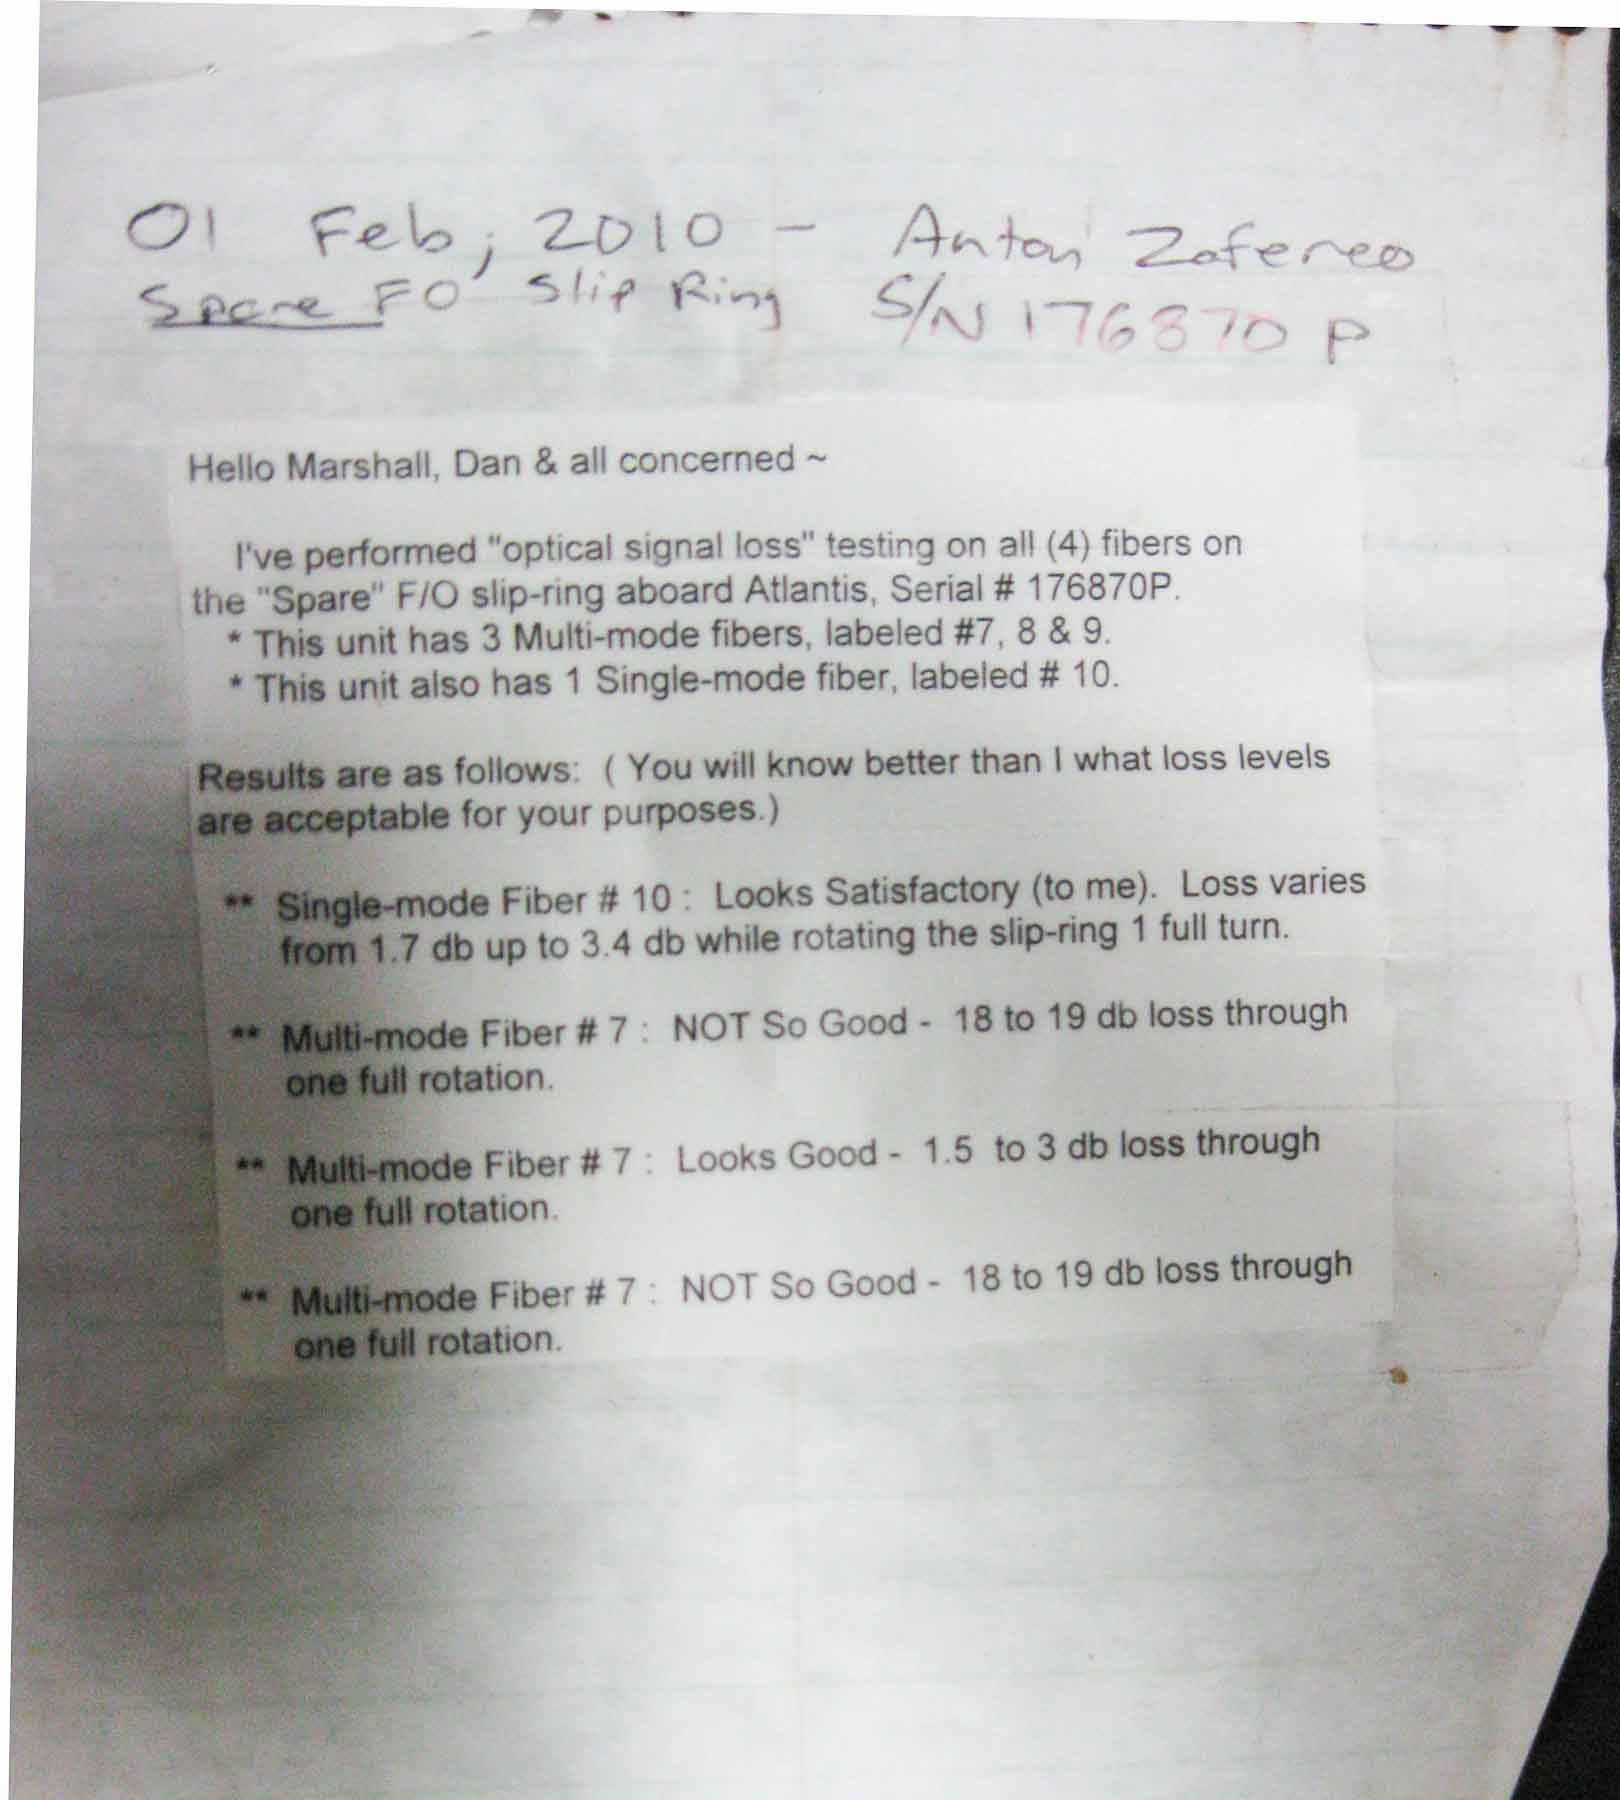 01 Feb, 2010 - Anton Zafereo
Spare FO Slip Ring S/N 176870 P
Hello Marshall, Dan & all concerned ~
I've performed "optical signal loss" testing on all (4) fibers on
the "Spare" F/O slip-ring aboard Atlantis, Serial # 176870P.
* This unit has 3 Multi-mode fibers, labeled #7, 8 & 9.
* This unit also has 1 Single-mode fiber, labeled # 10.
Results are as follows: ( You will know better than I what loss levels
are acceptable for your purposes.)
** Single-mode Fiber # 10 : Looks Satisfactory (to me). Loss varies
from 1.7 db up to 3.4 db while rotating the slip-ring 1 full turn.
** Multi-mode Fiber # 7 : NOT So Good - 18 to 19 db loss through
one full rotation.
** Multi-mode Fiber # 7 : Looks Good - 1.5 to 3 db loss through
one full rotation.
** Multi-mode Fiber # 7 : NOT So Good - 18 to 19 db loss through
one full rotation.